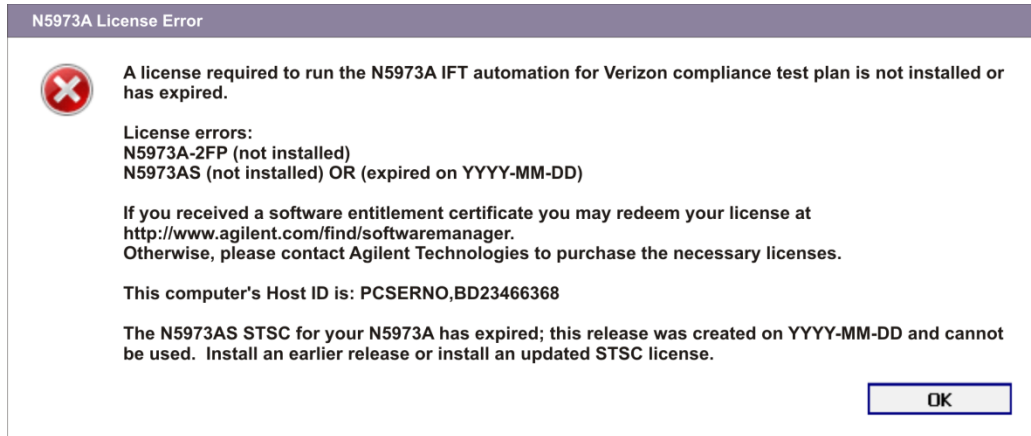 N5973A License Error
A license required to run the N5973A IFT automation for Verizon compliance test plan is not installed or
has expired.
License errors:
N5973A-2FP (not installed)
N5973AS (not installed) OR (expired on YYYY-MM-DD)
If you received a software entitlement certificate you may redeem your license at
http://www.agilent.com/find/softwaremanager.
Otherwise, please contact Agilent Technologies to purchase the necessary licenses.
This computer's Host ID is: PCSERNO,BD23466368
The N5973AS STSC for your N5973A has expired; this release was created on YYYY-MM-DD and cannot
be used.  Install an earlier release or install an updated STSC license.
OK